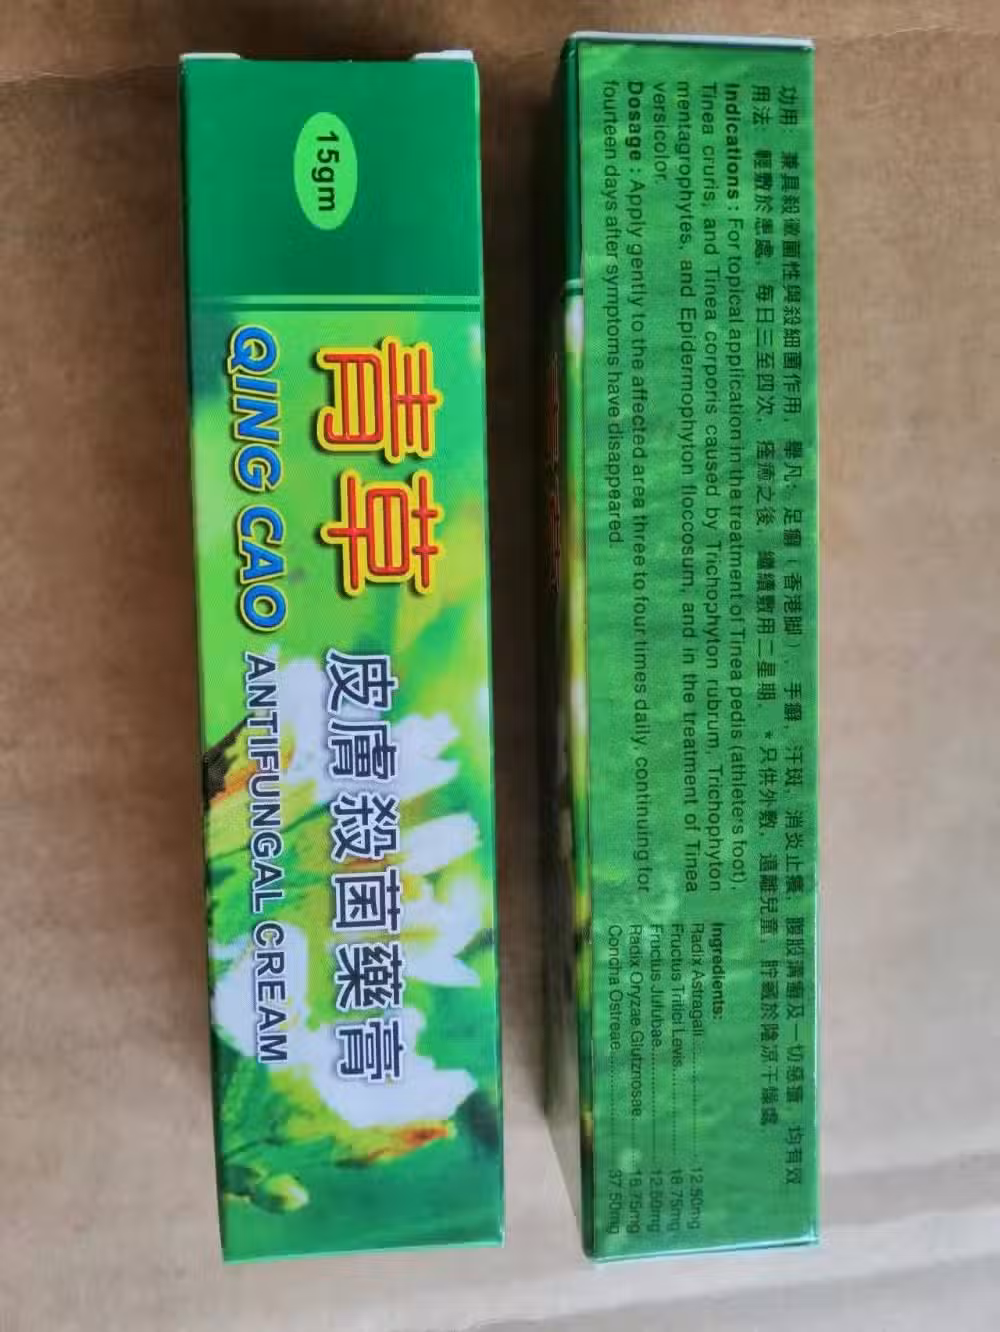 15gm
青草
QING CAO
皮膚殺菌藥膏
ANTIFUNGAL CREAM
功用: 兼具殺黴菌性與殺細菌作用, 舉凡: 足癬(香港脚)、手癬, 汗斑, 消炎止癢, 腹股溝癬及一切惡瘡, 均有效
用法: 輕敷於患處, 每日三至四次, 痊癒之後, 繼續敷用二星期. *只供外敷, 遠離兒童, 貯藏於陰凉干燥處.
Indications : For topical application in the treatment of Tinea pedis (athlete's foot),
Tinea cruris, and Tinea corporis caused by Trichophyton rubrum, Trichophyton
mentagrophytes, and Epidermophyton floccosum, and in the treatment of Tinea
versicolor.
Dosage : Apply gently to the affected area three to four times daily, continuing for
fourteen days after symptoms have disappeared.
Ingredients:
Radix Astragali..........12.50mg
Fructus Tritici Levis..........18.75mg
Fructus Jujubae..........12.50mg
Radix Oryzae Glutznosae..........18.75mg
Concha Ostreae..........37.50mg